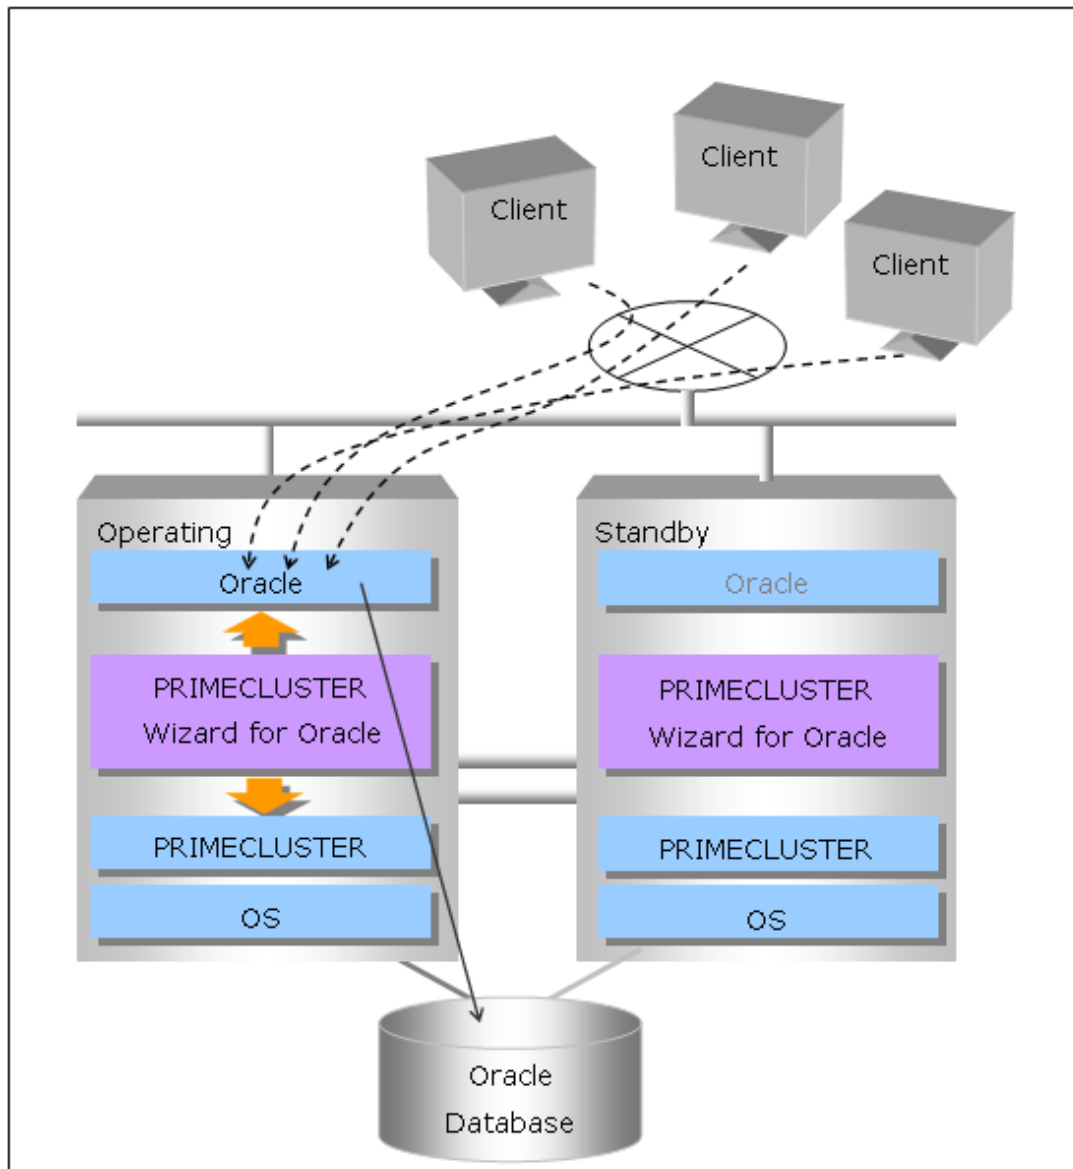 Client
Client
Client
Operating
Oracle
PRIMECLUSTER
Wizard for Oracle
PRIMECLUSTER
OS
Standby
Oracle
PRIMECLUSTER
Wizard for Oracle
PRIMECLUSTER
OS
Oracle
Database